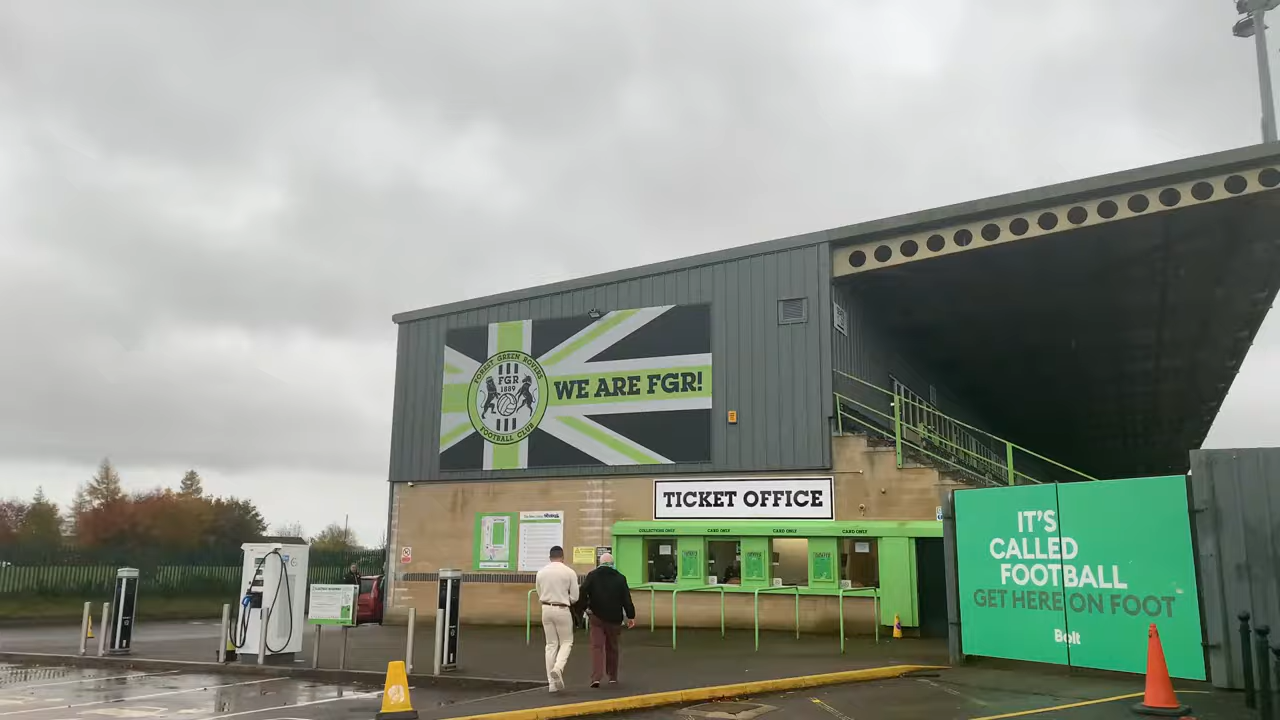 FOREST GREEN ROVERS
FGR
1889
FOOTBALL CLUB
WE ARE FGR!
TICKET OFFICE
COLLECTIONS ONLY
CARD ONLY
CARD ONLY
CARD ONLY
IT'S
CALLED
FOOTBALL
GET HERE ON FOOT
Bolt